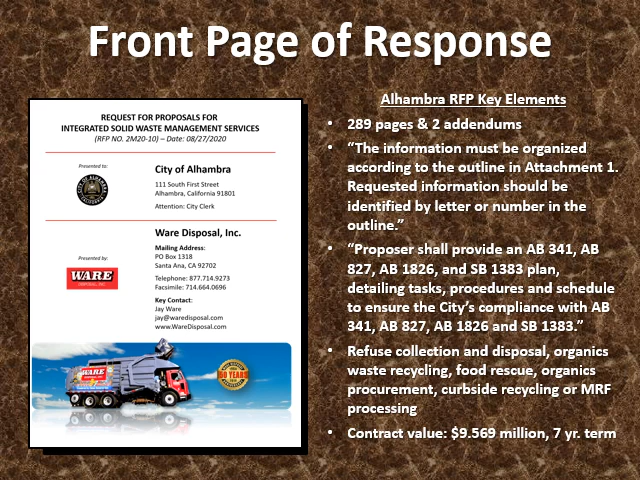 Front Page of Response
REQUEST FOR PROPOSALS FOR
INTEGRATED SOLID WASTE MANAGEMENT SERVICES
(RFP NO. 2M20-10) – Date: 08/27/2020
Presented to:
City of Alhambra
111 South First Street
Alhambra, California 91801
Attention: City Clerk
Ware Disposal, Inc.
Mailing Address:
PO Box 1318
Santa Ana, CA 92702
Presented by:
WARE
DISPOSAL, INC.
Telephone: 877.714.9273
Facsimile: 714.664.0696
Key Contact:
Jay Ware
jay@waredisposal.com
www.WareDisposal.com
WARE
50 YEARS
Alhambra RFP Key Elements
• 289 pages & 2 addendums
• “The information must be organized
according to the outline in Attachment 1.
Requested information should be
identified by letter or number in the
outline.”
• “Proposer shall provide an AB 341, AB
827, AB 1826, and SB 1383 plan,
detailing tasks, procedures and schedule
to ensure the City’s compliance with AB
341, AB 827, AB 1826 and SB 1383.”
• Refuse collection and disposal, organics
waste recycling, food rescue, organics
procurement, curbside recycling or MRF
processing
• Contract value: $9.569 million, 7 yr. term